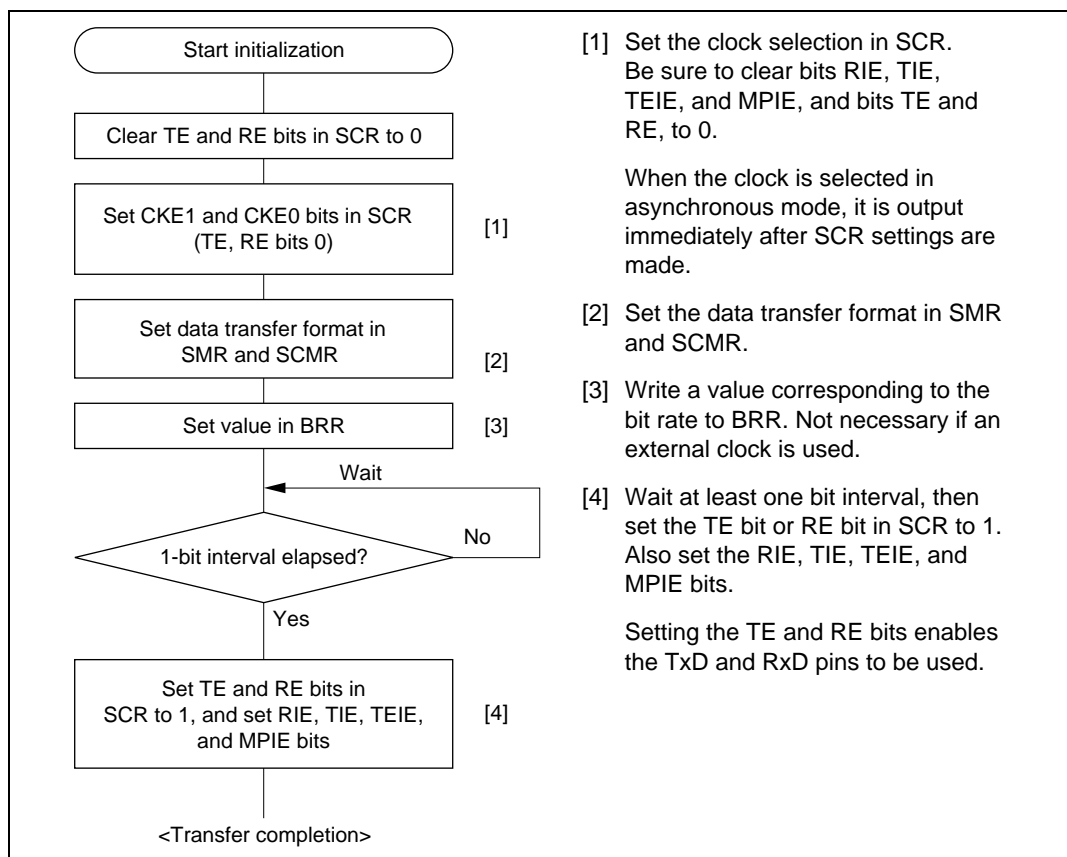 Start initialization
Clear TE and RE bits in SCR to 0
Set CKE1 and CKE0 bits in SCR
(TE, RE bits 0)
[1]
Set data transfer format in
SMR and SCMR
[2]
Set value in BRR
[3]
Wait
No
1-bit interval elapsed?
Yes
Set TE and RE bits in
SCR to 1, and set RIE, TIE, TEIE,
and MPIE bits
[4]
<Transfer completion>
[1] Set the clock selection in SCR.
Be sure to clear bits RIE, TIE,
TEIE, and MPIE, and bits TE and
RE, to 0.
When the clock is selected in
asynchronous mode, it is output
immediately after SCR settings are
made.
[2] Set the data transfer format in SMR
and SCMR.
[3] Write a value corresponding to the
bit rate to BRR. Not necessary if an
external clock is used.
[4] Wait at least one bit interval, then
set the TE bit or RE bit in SCR to 1.
Also set the RIE, TIE, TEIE, and
MPIE bits.
Setting the TE and RE bits enables
the TxD and RxD pins to be used.